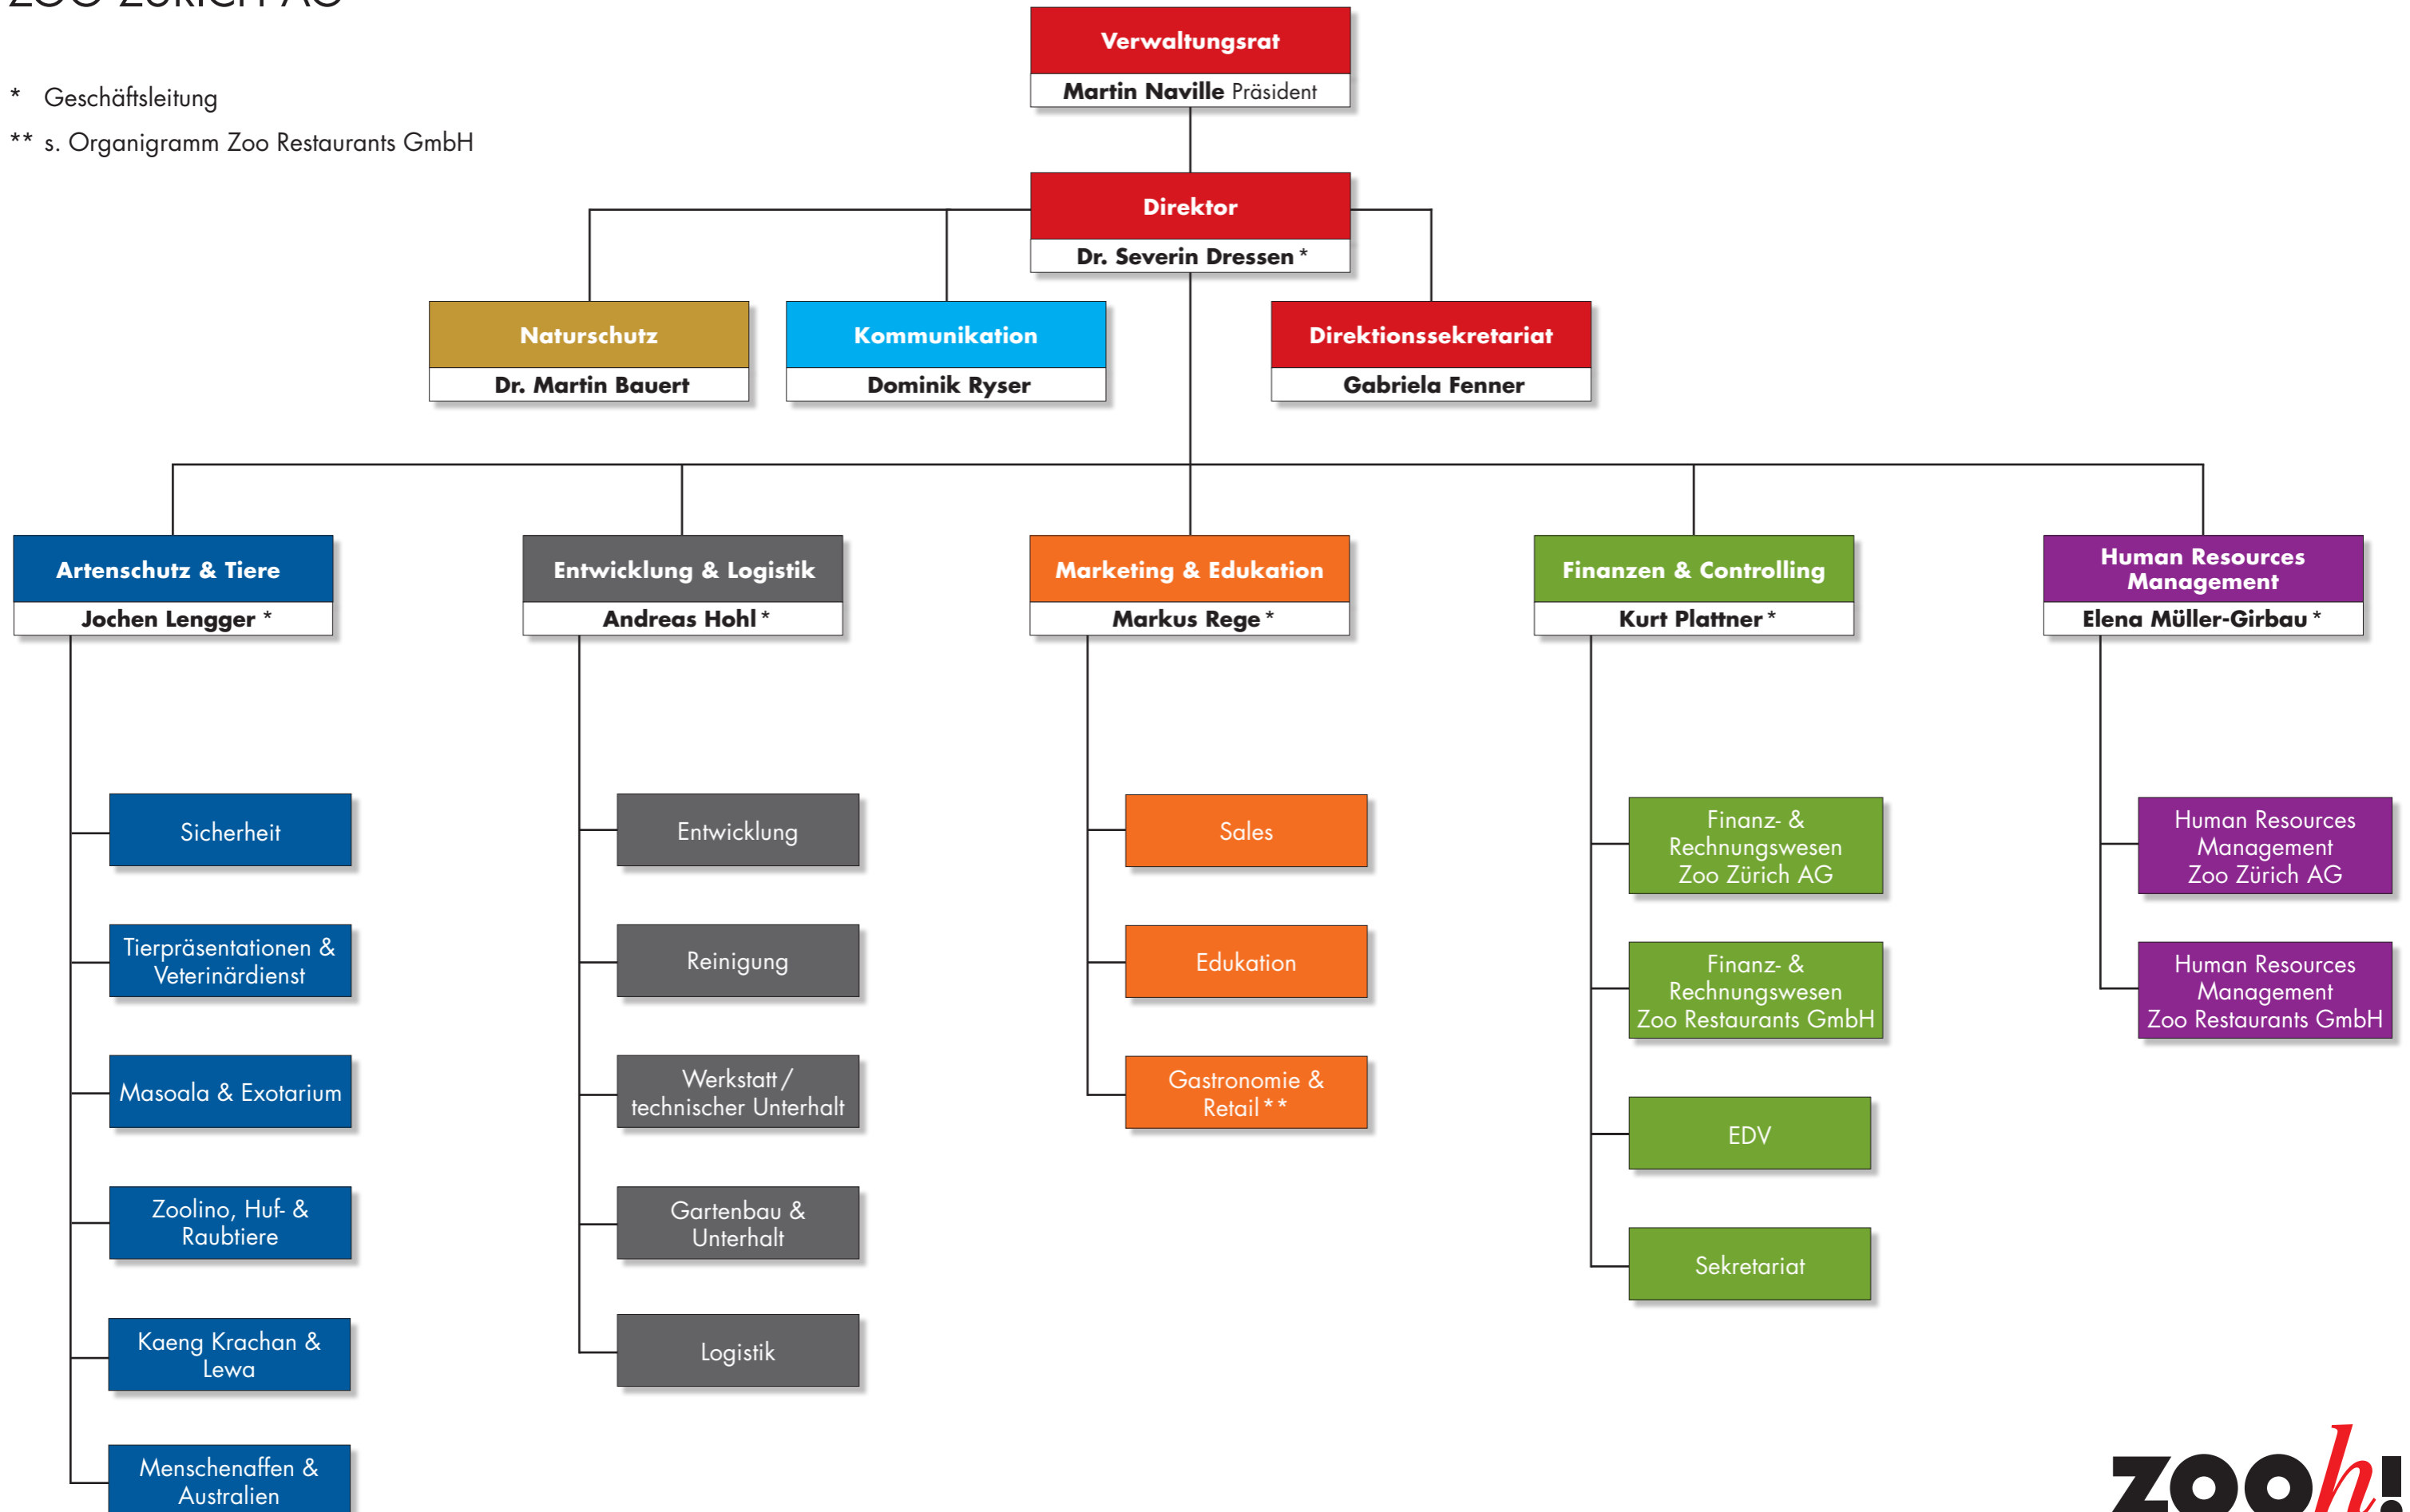 ZOO ZÜRICH AG
* Geschäftsleitung
** s. Organigramm Zoo Restaurants GmbH
Verwaltungsrat
Martin Naville Präsident
Direktor
Dr. Severin Dressen *
Naturschutz
Dr. Martin Bauert
Kommunikation
Dominik Ryser
Direktionssekretariat
Gabriela Fenner
Artenschutz & Tiere
Jochen Lengger *
Sicherheit
Tierpräsentationen &
Veterinärdienst
Masoala & Exotarium
Zoolino, Huf- &
Raubtiere
Kaeng Krachan &
Lewa
Menschenaffen &
Australien
Entwicklung & Logistik
Andreas Hohl *
Entwicklung
Reinigung
Werkstatt /
technischer Unterhalt
Gartenbau &
Unterhalt
Logistik
Marketing & Edukation
Markus Rege *
Sales
Edukation
Gastronomie &
Retail **
Finanzen & Controlling
Kurt Plattner *
Finanz- &
Rechnungswesen
Zoo Zürich AG
Finanz- &
Rechnungswesen
Zoo Restaurants GmbH
EDV
Sekretariat
Human Resources
Management
Elena Müller-Girbau *
Human Resources
Management
Zoo Zürich AG
Human Resources
Management
Zoo Restaurants GmbH
zooh!